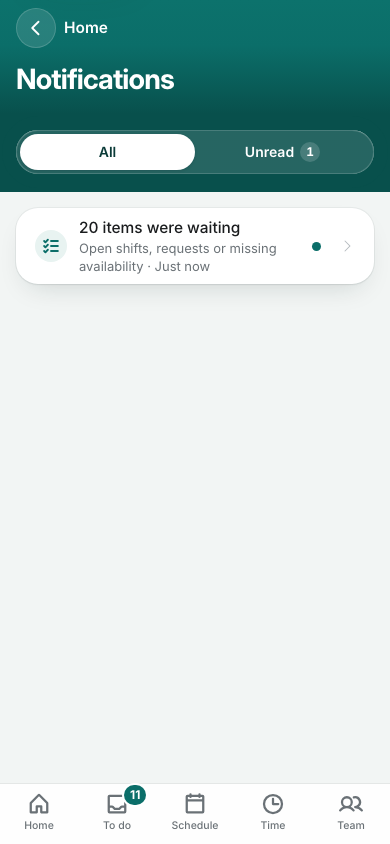 Home
Notifications
All
Unread 1
20 items were waiting
Open shifts, requests or missing
availability · Just now
11
Home
To do
Schedule
Time
Team